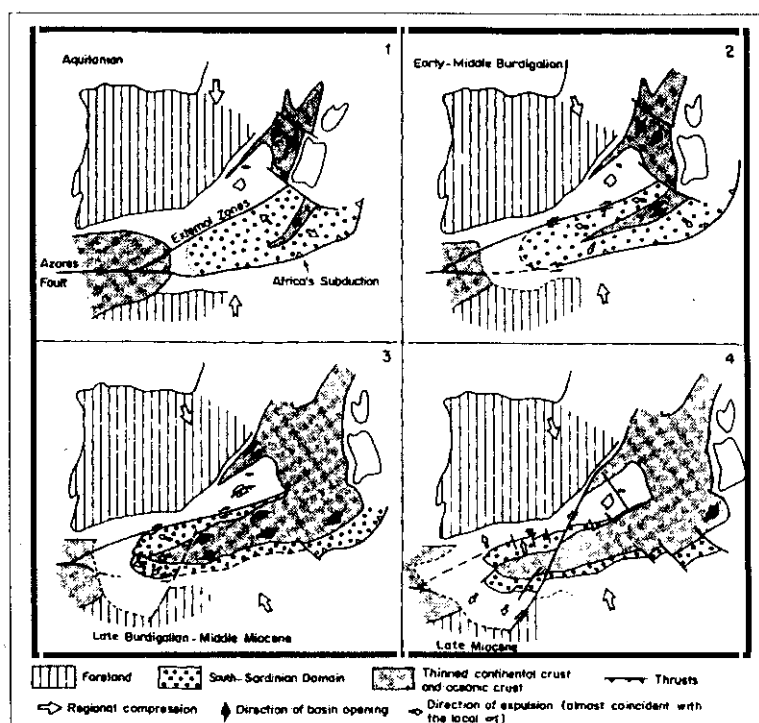 Aquitanian
1
External Zones
Azores
Fault
Africa's Subduction
Early-Middle Burdigalian
2
3
Late Burdigalian-Middle Miocene
4
Late Miocene
Foreland
South-Sardinian Domain
Thinned continental crust
and oceanic crust
Thrusts
Regional compression
Direction of basin opening
Direction of expulsion (almost coincident with
the local